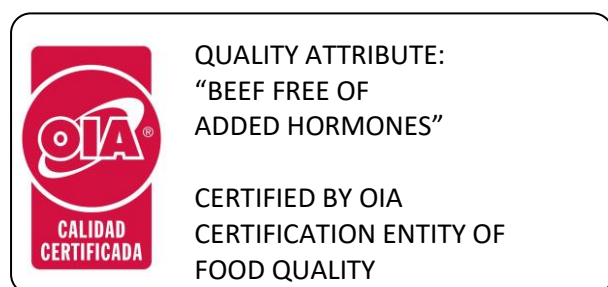 OIA®
CALIDAD
CERTIFICADA
QUALITY ATTRIBUTE:
“BEEF FREE OF
ADDED HORMONES”
CERTIFIED BY OIA
CERTIFICATION ENTITY OF
FOOD QUALITY